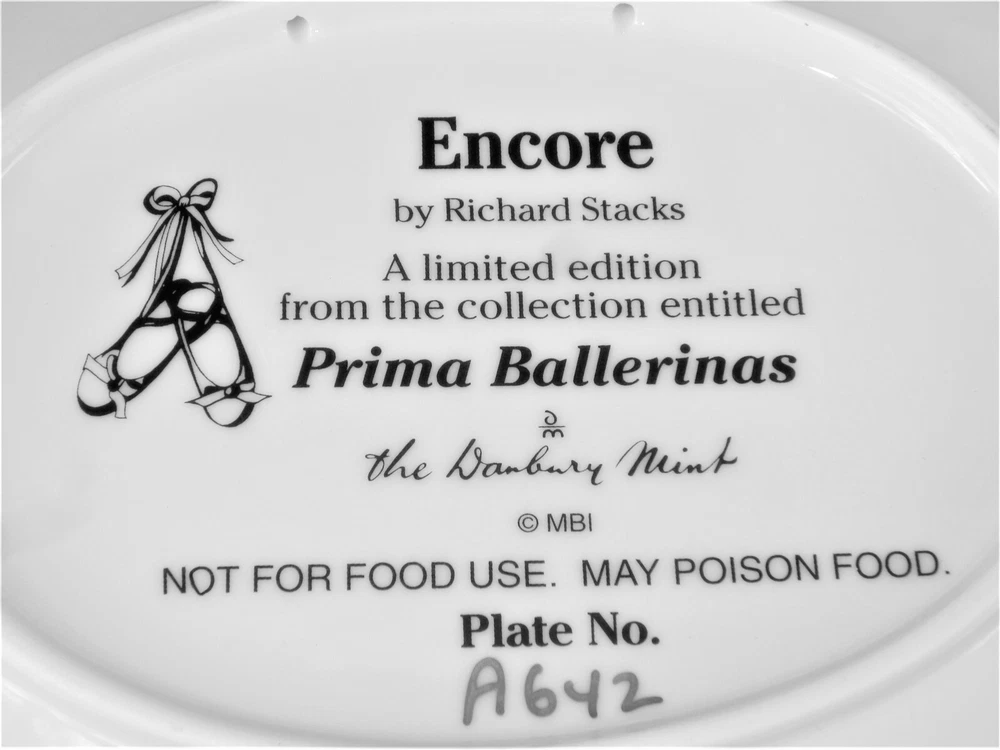 Encore
by Richard Stacks
A limited edition
from the collection entitled
Prima Ballerinas
the Danbury Mint
© MBI
NOT FOR FOOD USE. MAY POISON FOOD.
Plate No.
A642